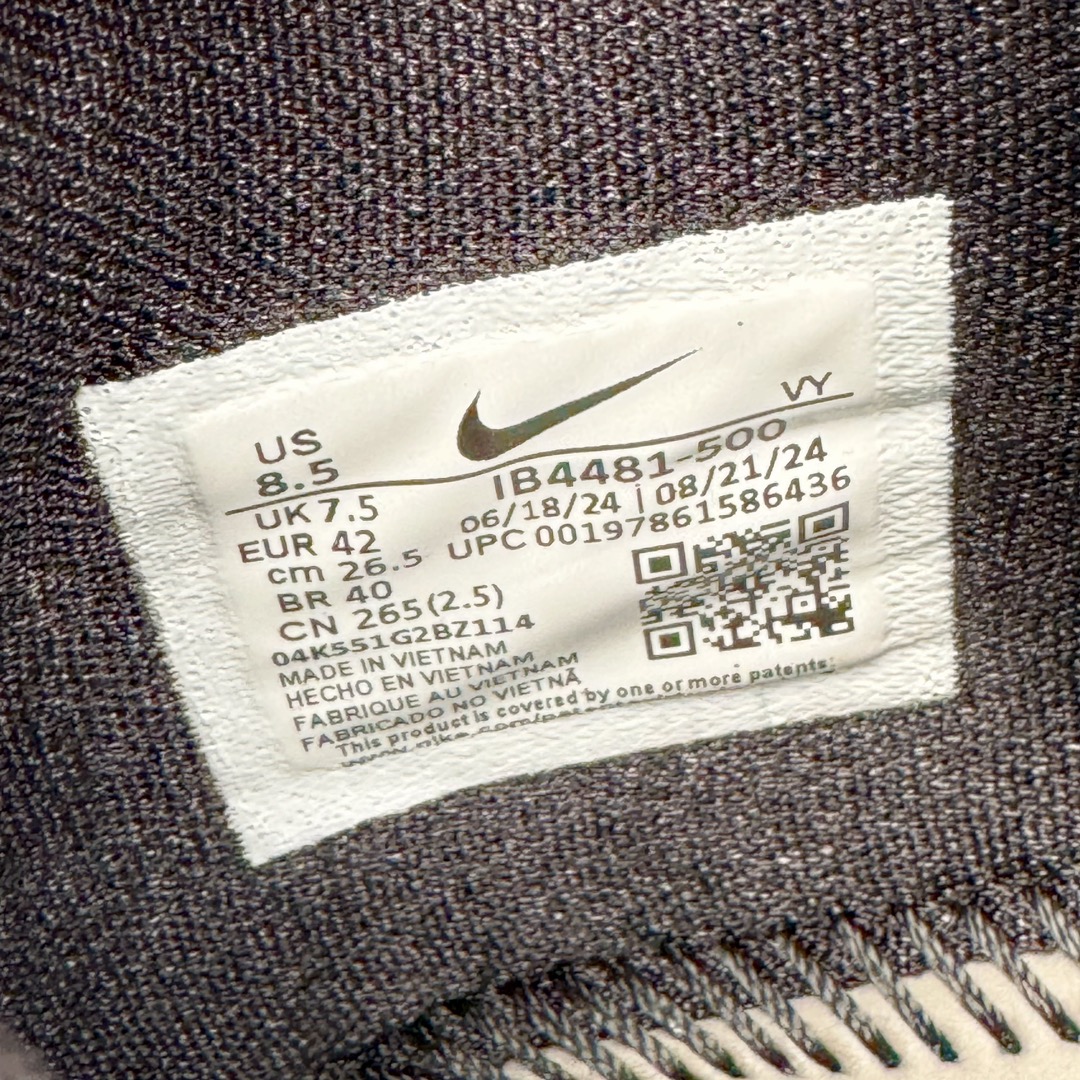 VY
US
8.5
UK 7.5
EUR 42
cm 26.5
BR 40
CN 265 (2.5)
04K551G2BZ114
MADE IN VIETNAM
HECHO EN VIETNAM
FABRIQUE AU VIETNAM
FABRICADO NO VIETNÃ
IB4481-500
06/18/24 | 08/21/24
UPC 00197861586436
This product is covered by one or more patents: